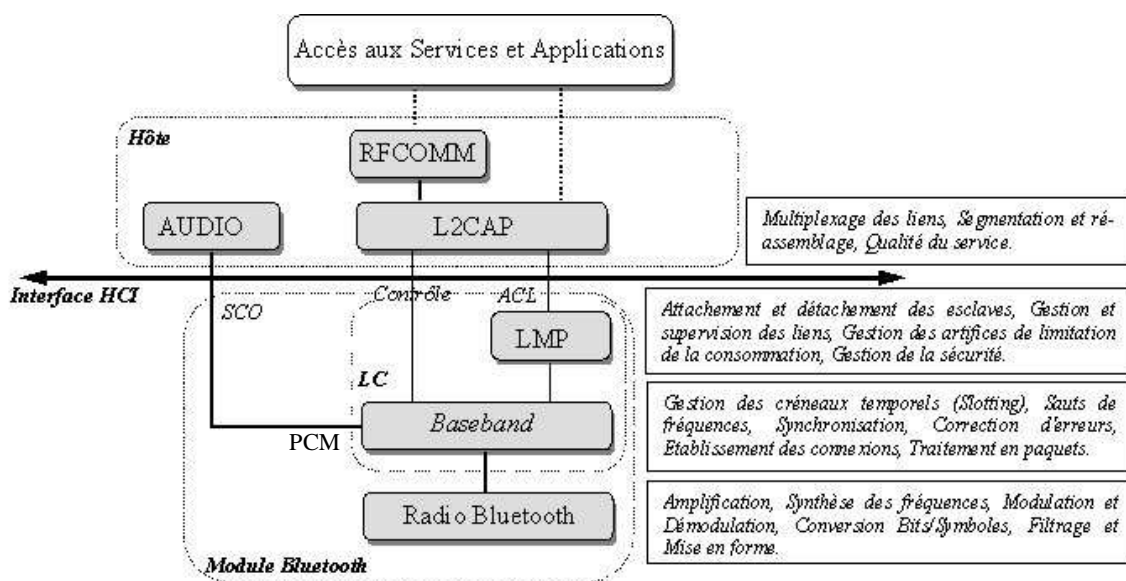 Accès aux Services et Applications
Hôte
RFCOMM
AUDIO
L2CAP
Multiplexage des liens, Segmentation et ré-
assemblage, Qualité du service.
Interface HCI
SCO
Contrôle
ACL
Attachement et détachement des esclaves, Gestion et
supervision des liens, Gestion des artifices de limitation
de la consommation, Gestion de la sécurité.
LMP
LC
Baseband
PCM
Gestion des créneaux temporels (Slotting), Sauts de
fréquences, Synchronisation, Correction d'erreurs,
Etablissement des connexions, Traitement en paquets.
Radio Bluetooth
Amplification, Synthèse des fréquences, Modulation et
Démodulation, Conversion Bits/Symboles, Filtrage et
Mise en forme.
Module Bluetooth